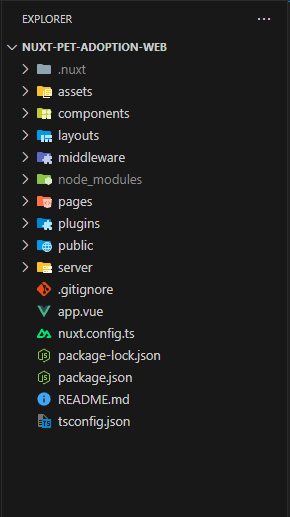 EXPLORER
NUXT-PET-ADOPTION-WEB
.nuxt
assets
components
layouts
middleware
node_modules
pages
plugins
public
server
.gitignore
app.vue
nuxt.config.ts
package-lock.json
package.json
README.md
tsconfig.json